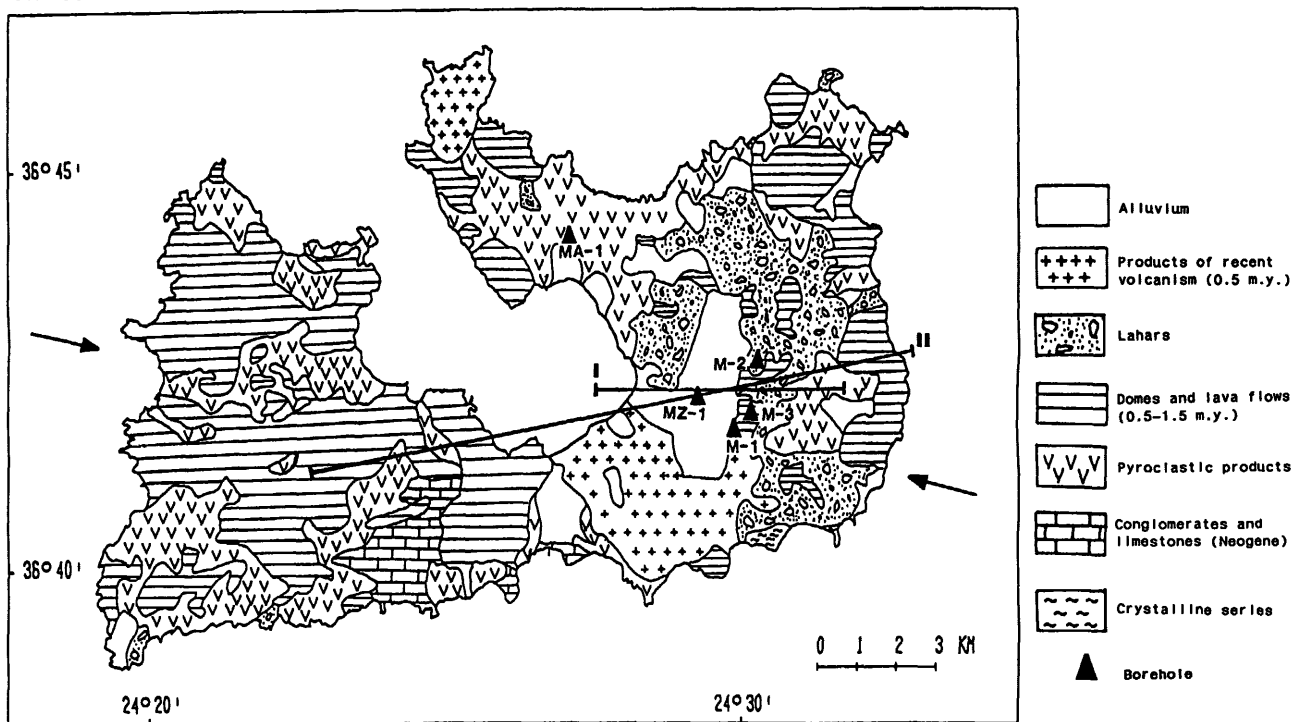 36° 45'
36° 40'
24° 20'
24° 30'
MA-1
I
II
M-2
MZ-1
M-3
M-1
0 1 2 3 KM
Alluvium
Products of recent
volcanism (0.5 m.y.)
Lahars
Domes and lava flows
(0.5–1.5 m.y.)
Pyroclastic products
Conglomerates and
limestones (Neogene)
Crystalline series
Borehole